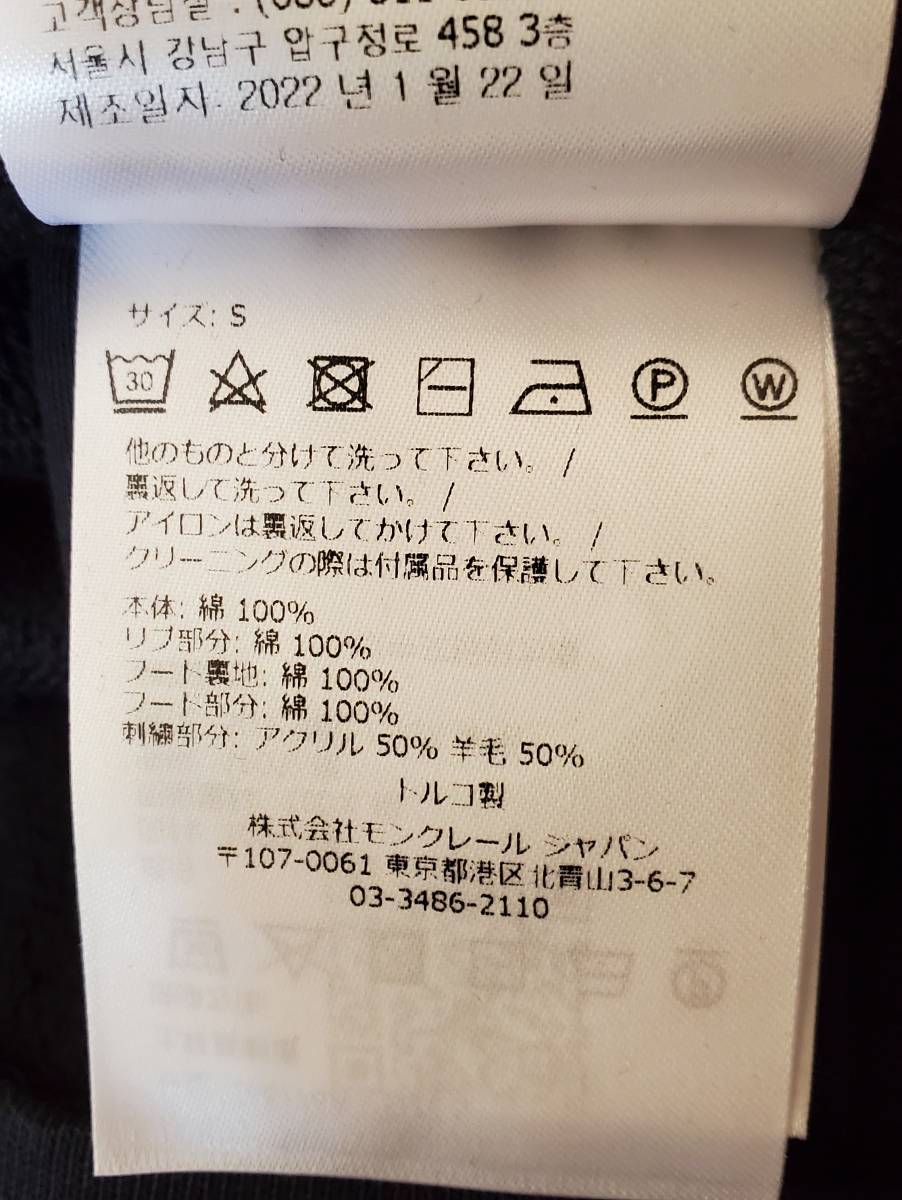 서울시 강남구 압구정로 458 3층
제조일자: 2022 년 1 월 22 일
サイズ: S
30
P
W
他のものと分けて洗って下さい。 /
裏返して洗って下さい。 /
アイロンは裏返してかけて下さい。 /
クリーニングの際は付属品を保護して下さい。
本体: 綿 100%
リブ部分: 綿 100%
フード裏地: 綿 100%
フード部分: 綿 100%
刺繍部分: アクリル 50% 羊毛 50%
トルコ製
株式会社モンクレール ジャパン
〒107-0061 東京都港区北青山3-6-7
03-3486-2110